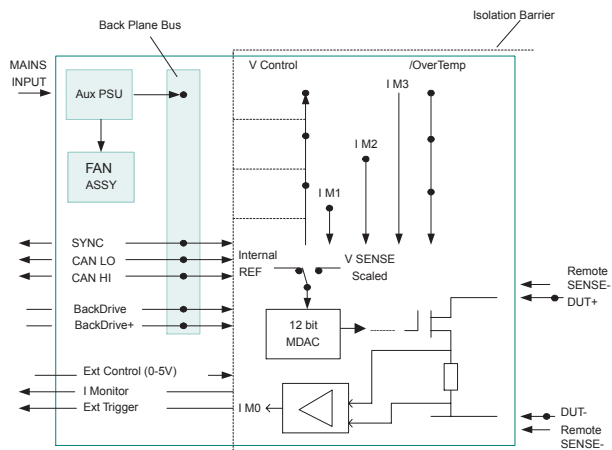 Isolation Barrier
Back Plane Bus
MAINS
INPUT
Aux PSU
V Control
/OverTemp
I M3
FAN
ASSY
I M2
I M1
SYNC
CAN LO
CAN HI
Internal
REF
V SENSE
Scaled
Remote
SENSE-
DUT+
BackDrive
BackDrive+
12 bit
MDAC
Ext Control (0-5V)
I Monitor
Ext Trigger
I M0
DUT-
Remote
SENSE-